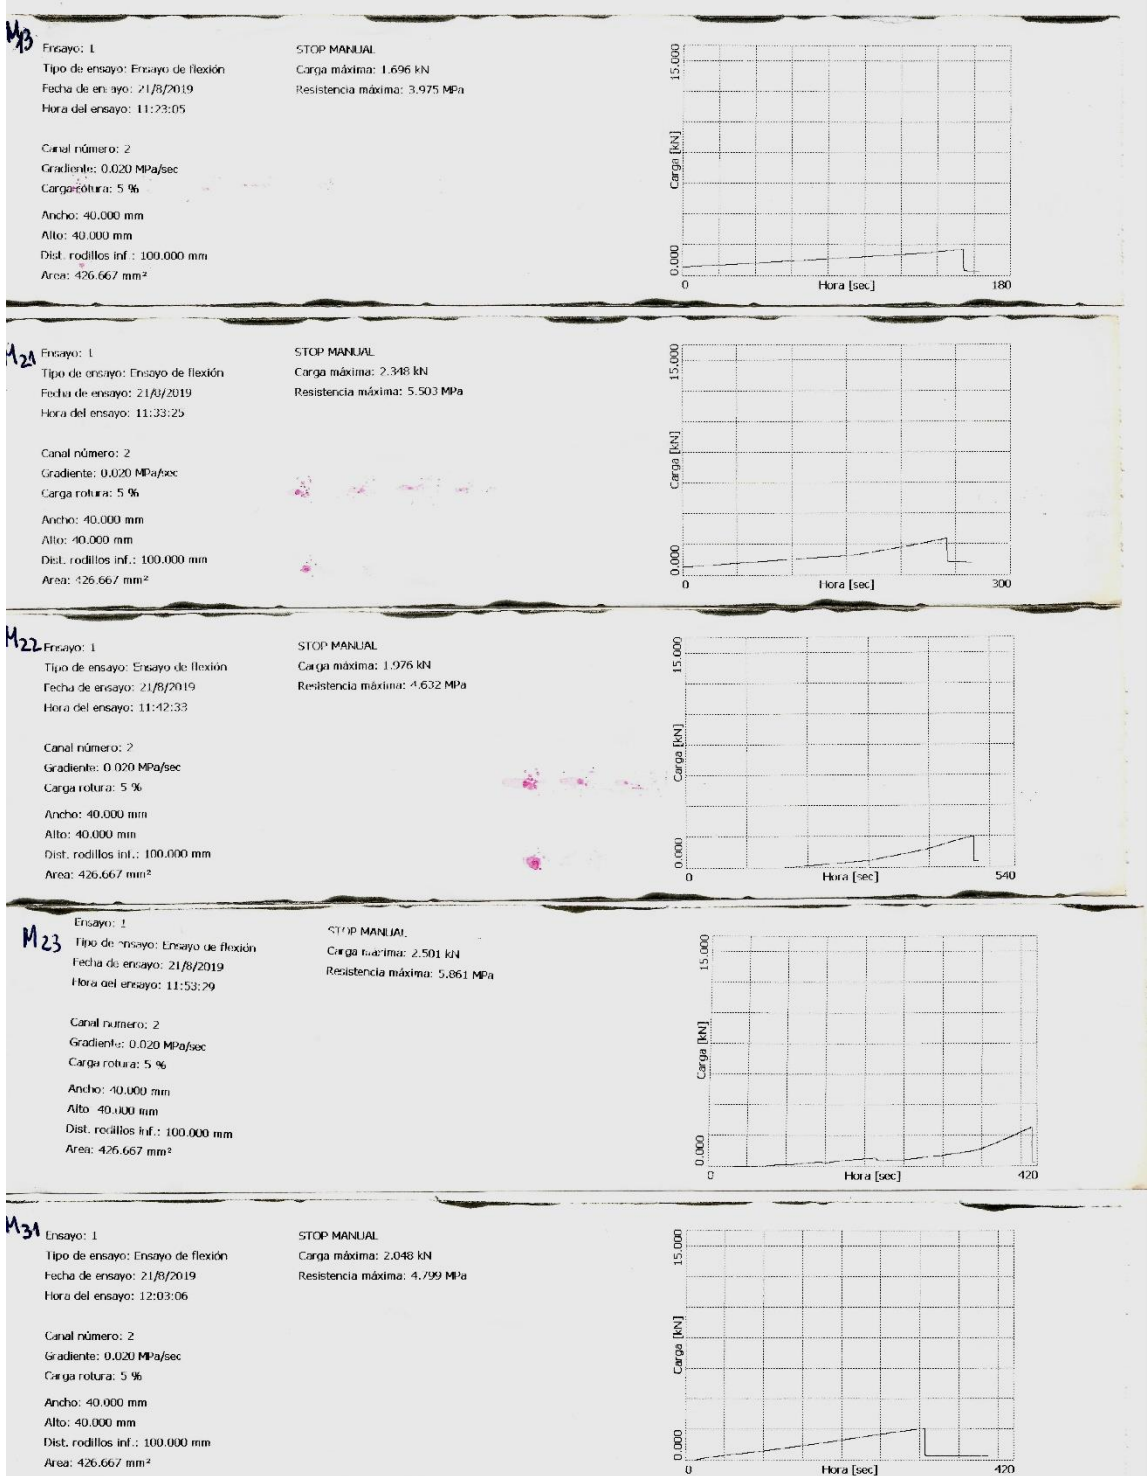 M13
Ensayo: 1
Tipo de ensayo: Ensayo de flexión
Fecha de ensayo: 21/8/2019
Hora del ensayo: 11:23:05
STOP MANUAL
Carga máxima: 1.696 kN
Resistencia máxima: 3.975 MPa
Canal número: 2
Gradiente: 0.020 MPa/sec
Carga rotura: 5 %
Ancho: 40.000 mm
Alto: 40.000 mm
Dist. rodillos inf.: 100.000 mm
Area: 426.667 mm²
15.000
Carga [kN]
0.000
0 Hora [sec] 180
M21
Ensayo: 1
Tipo de ensayo: Ensayo de flexión
Fecha de ensayo: 21/8/2019
Hora del ensayo: 11:33:25
STOP MANUAL
Carga máxima: 2.348 kN
Resistencia máxima: 5.503 MPa
Canal número: 2
Gradiente: 0.020 MPa/sec
Carga rotura: 5 %
Ancho: 40.000 mm
Alto: 40.000 mm
Dist. rodillos inf.: 100.000 mm
Area: 426.667 mm²
15.000
Carga [kN]
0.000
0 Hora [sec] 300
M22
Ensayo: 1
Tipo de ensayo: Ensayo de flexión
Fecha de ensayo: 21/8/2019
Hora del ensayo: 11:42:33
STOP MANUAL
Carga máxima: 1.976 kN
Resistencia máxima: 4.632 MPa
Canal número: 2
Gradiente: 0.020 MPa/sec
Carga rotura: 5 %
Ancho: 40.000 mm
Alto: 40.000 mm
Dist. rodillos inf.: 100.000 mm
Area: 426.667 mm²
15.000
Carga [kN]
0.000
0 Hora [sec] 540
M23
Ensayo: 1
Tipo de ensayo: Ensayo de flexión
Fecha de ensayo: 21/8/2019
Hora del ensayo: 11:53:29
STOP MANUAL
Carga máxima: 2.501 kN
Resistencia máxima: 5.861 MPa
Canal numero: 2
Gradiente: 0.020 MPa/sec
Carga rotura: 5 %
Ancho: 40.000 mm
Alto 40.000 mm
Dist. rodillos inf.: 100.000 mm
Area: 426.667 mm²
15.000
Carga [kN]
0.000
0 Hora [sec] 420
M31
Ensayo: 1
Tipo de ensayo: Ensayo de flexión
Fecha de ensayo: 21/8/2019
Hora del ensayo: 12:03:06
STOP MANUAL
Carga máxima: 2.048 kN
Resistencia máxima: 4.799 MPa
Canal número: 2
Gradiente: 0.020 MPa/sec
Carga rotura: 5 %
Ancho: 40.000 mm
Alto: 40.000 mm
Dist. rodillos inf.: 100.000 mm
Area: 426.667 mm²
15.000
Carga [kN]
0.000
0 Hora [sec] 420